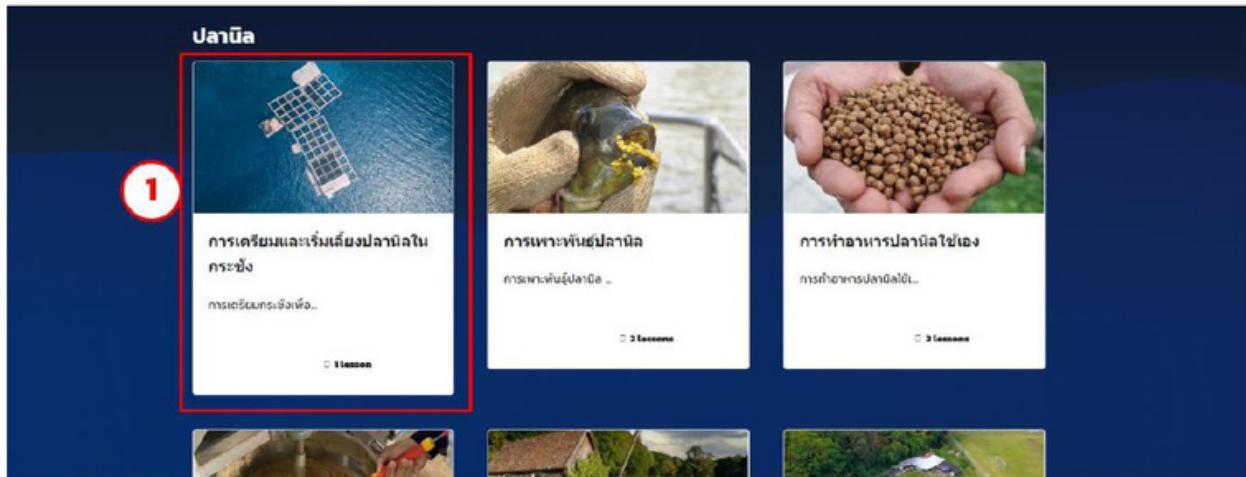 ปลานิล
1
การเตรียมและเริ่มเลี้ยงปลานิลใน
กระชัง
การเตรียมกระชังเพื่อ...
1 lesson
การเพาะพันธุ์ปลานิล
การเพาะพันธุ์ปลานิล ...
lessons
การทำอาหารปลานิลใช้เอง
การทำอาหารปลานิลใช้เ...
lessons